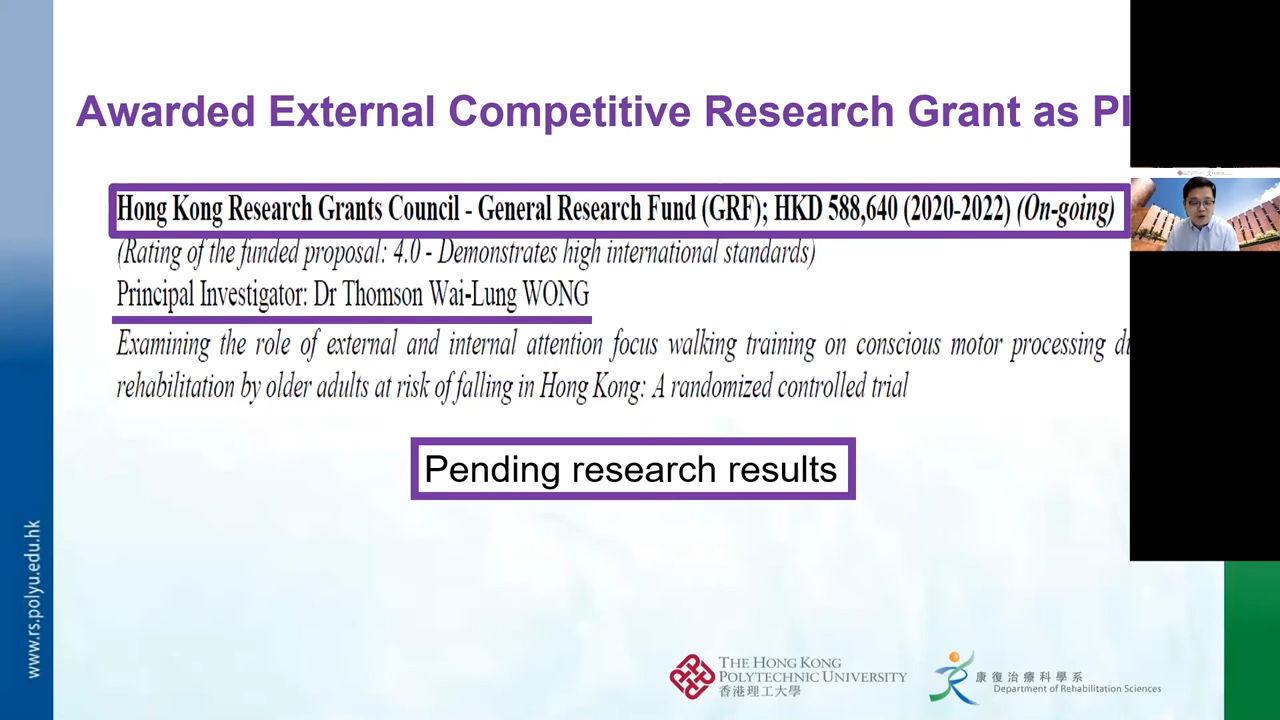 Awarded External Competitive Research Grant as PI
Hong Kong Research Grants Council - General Research Fund (GRF); HKD 588,640 (2020-2022) (On-going)
(Rating of the funded proposal: 4.0 - Demonstrates high international standards)
Principal Investigator: Dr Thomson Wai-Lung WONG
Examining the role of external and internal attention focus walking training on conscious motor processing
rehabilitation by older adults at risk of falling in Hong Kong: A randomized controlled trial
Pending research results
www.rs.polyu.edu.hk
THE HONG KONG
POLYTECHNIC UNIVERSITY
香港理工大學
康復治療科學系
Department of Rehabilitation Sciences